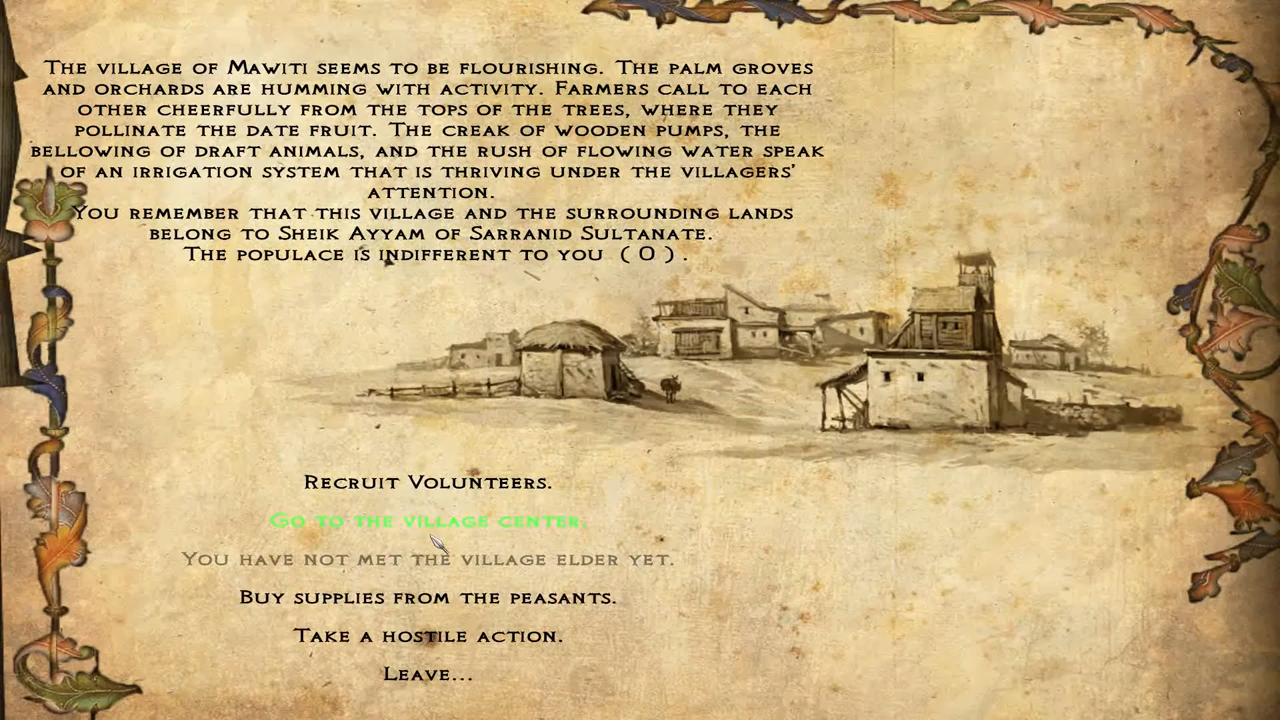 The village of Mawiti seems to be flourishing. The palm groves
and orchards are humming with activity. Farmers call to each
other cheerfully from the tops of the trees, where they
pollinate the date fruit. The creak of wooden pumps, the
bellowing of draft animals, and the rush of flowing water speak
of an irrigation system that is thriving under the villagers'
attention.
You remember that this village and the surrounding lands
belong to Sheik Ayyam of Sarranid Sultanate.
The populace is indifferent to you (0).
Recruit Volunteers.
Go to the village center.
You have not met the village elder yet.
Buy supplies from the peasants.
Take a hostile action.
Leave...